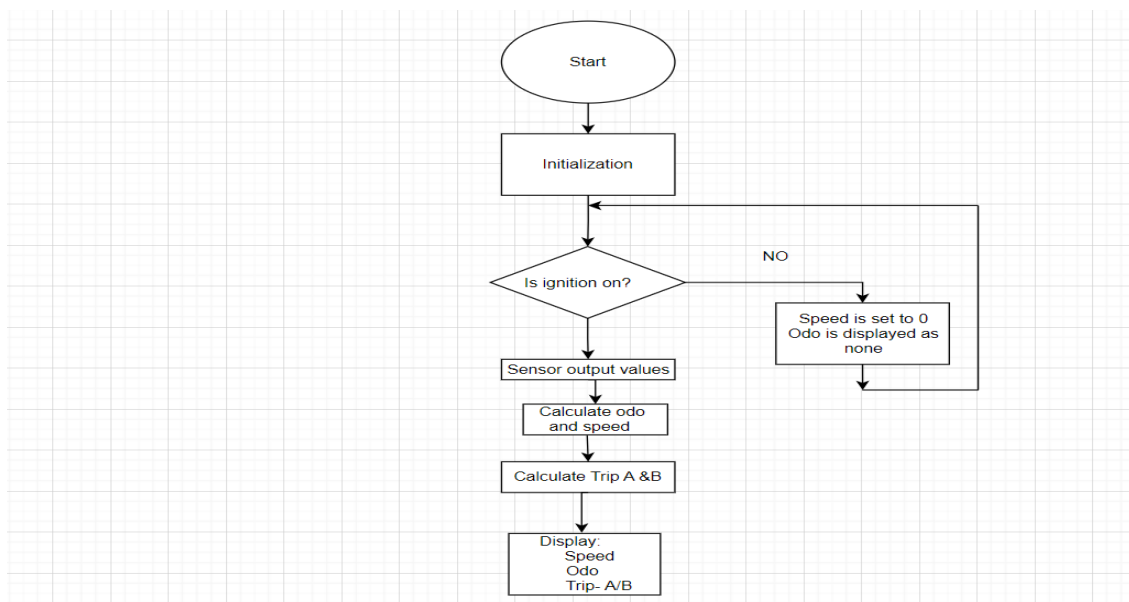 Start
Initialization
NO
Is ignition on?
Speed is set to 0
Odo is displayed as
none
Sensor output values
Calculate odo
and speed
Calculate Trip A &B
Display:
Speed
Odo
Trip- A/B